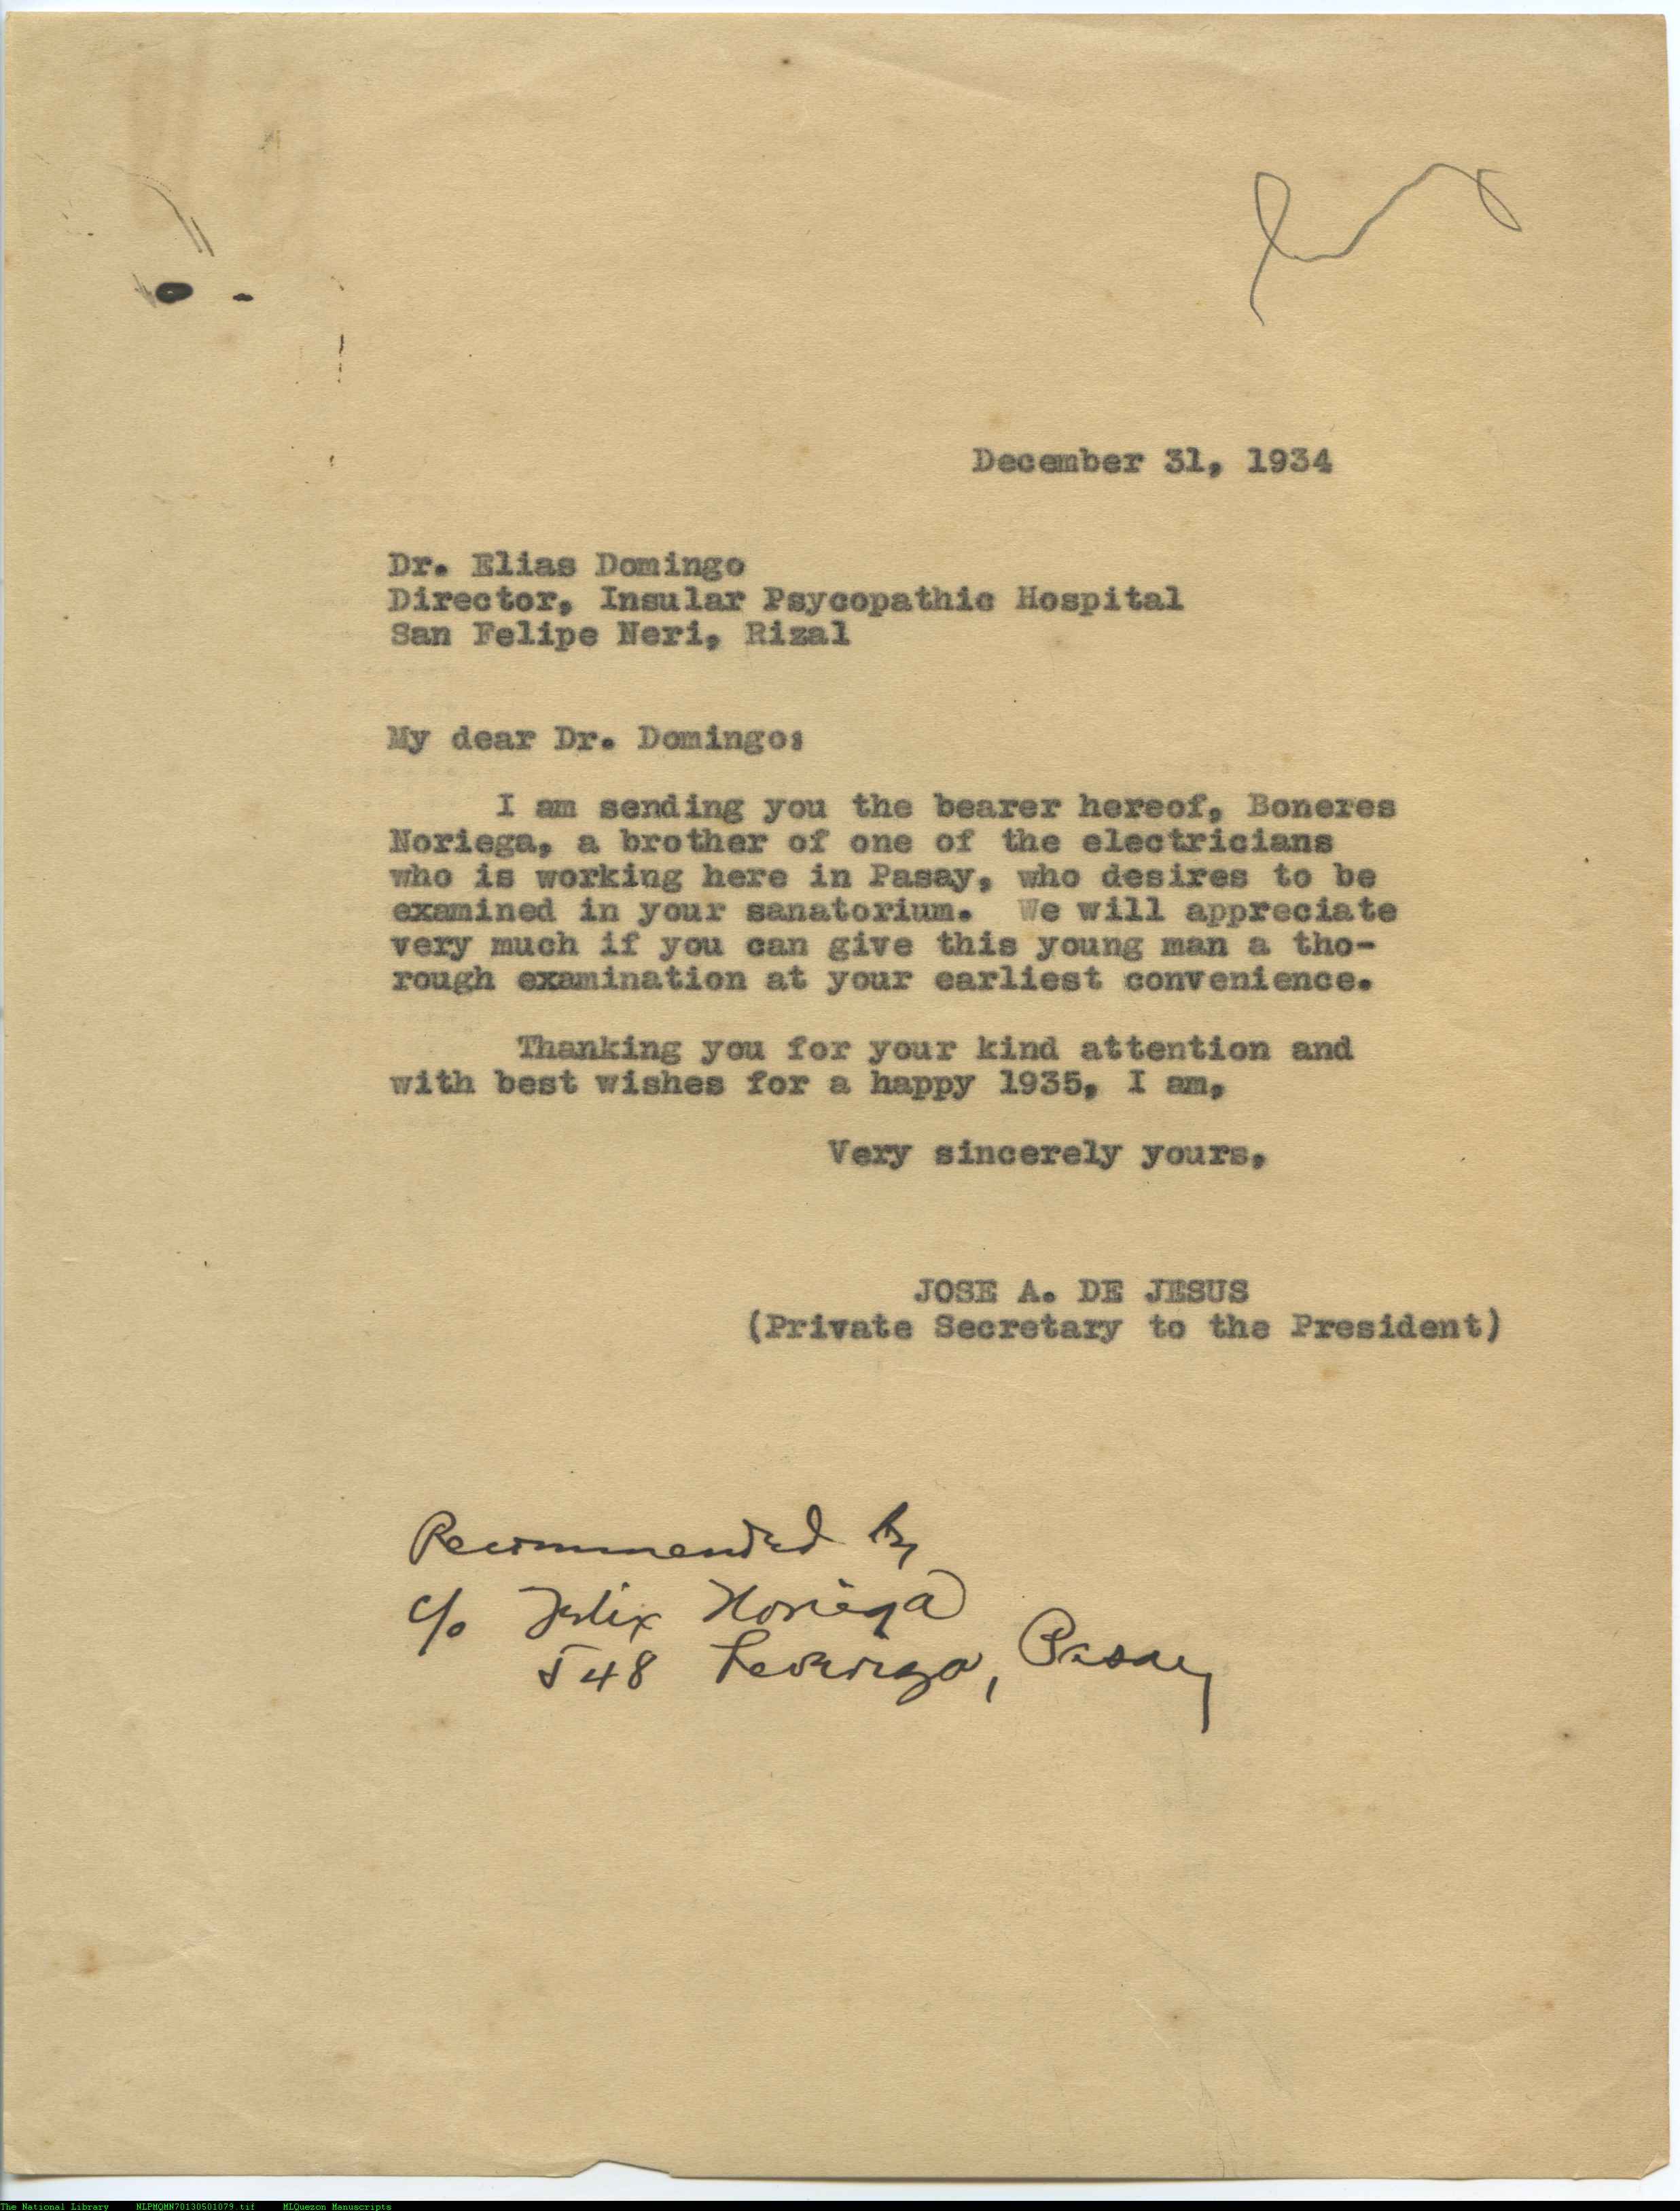 December 31, 1934
Dr. Elias Domingo
Director, Insular Psycopathic Hospital
San Felipe Neri, Rizal
My dear Dr. Domingo:
I am sending you the bearer hereof, Boneres
Noriega, a brother of one of the electricians
who is working here in Pasay, who desires to be
examined in your sanatorium. We will appreciate
very much if you can give this young man a tho-
rough examination at your earliest convenience.
Thanking you for your kind attention and
with best wishes for a happy 1935, I am,
Very sincerely yours,
JOSE A. DE JESUS
(Private Secretary to the President)
Recommended by
c/o Felix Noriega
548 Pasay
The National Library NLPMQMN70130501079.tif MLQuezon Manuscripts